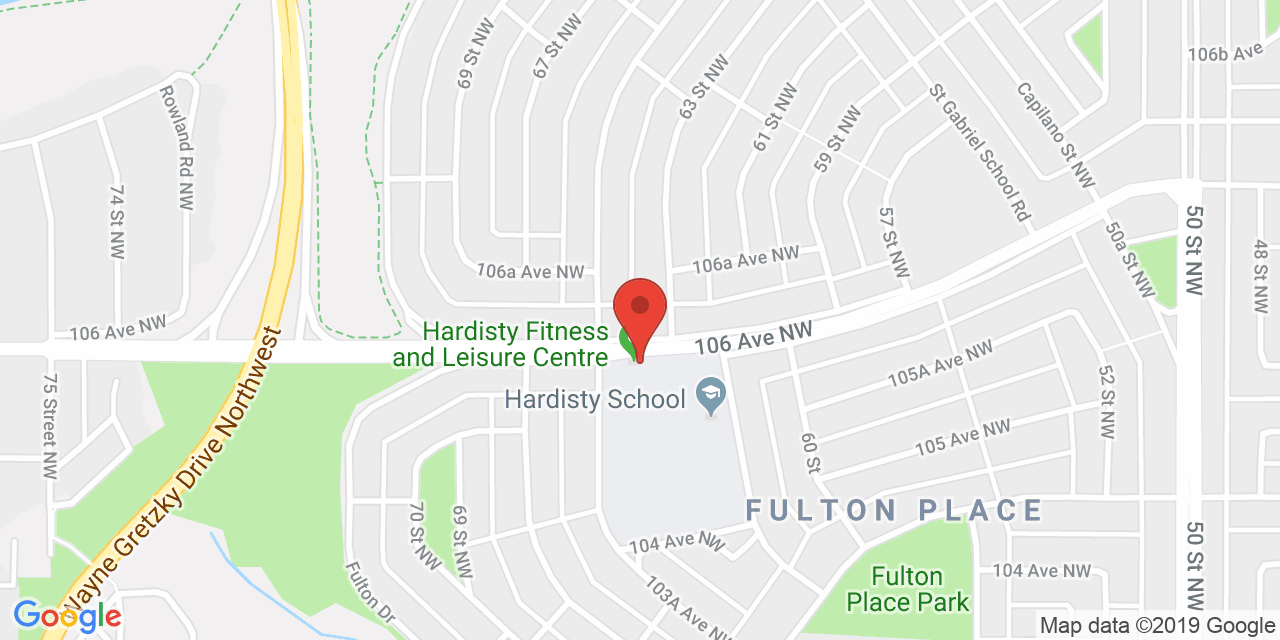 69 St NW
67 St NW
63 St NW
61 St NW
59 St NW
57 St NW
St Gabriel School Rd
Capilano St NW
106b Ave
50a St NW
50 St NW
48 St NW
Rowland Rd NW
74 St NW
106a Ave NW
106a Ave NW
106 Ave NW
106 Ave NW
Hardisty Fitness
and Leisure Centre
Hardisty School
75 Street NW
Wayne Gretzky Drive Northwest
105A Ave NW
105 Ave NW
52 St NW
60 St
FULTON PLACE
70 St NW
69 St NW
Fulton Dr
104 Ave NW
103A Ave NW
Fulton
Place Park
104 Ave NW
50 St NW
Google
Map data ©2019 Google